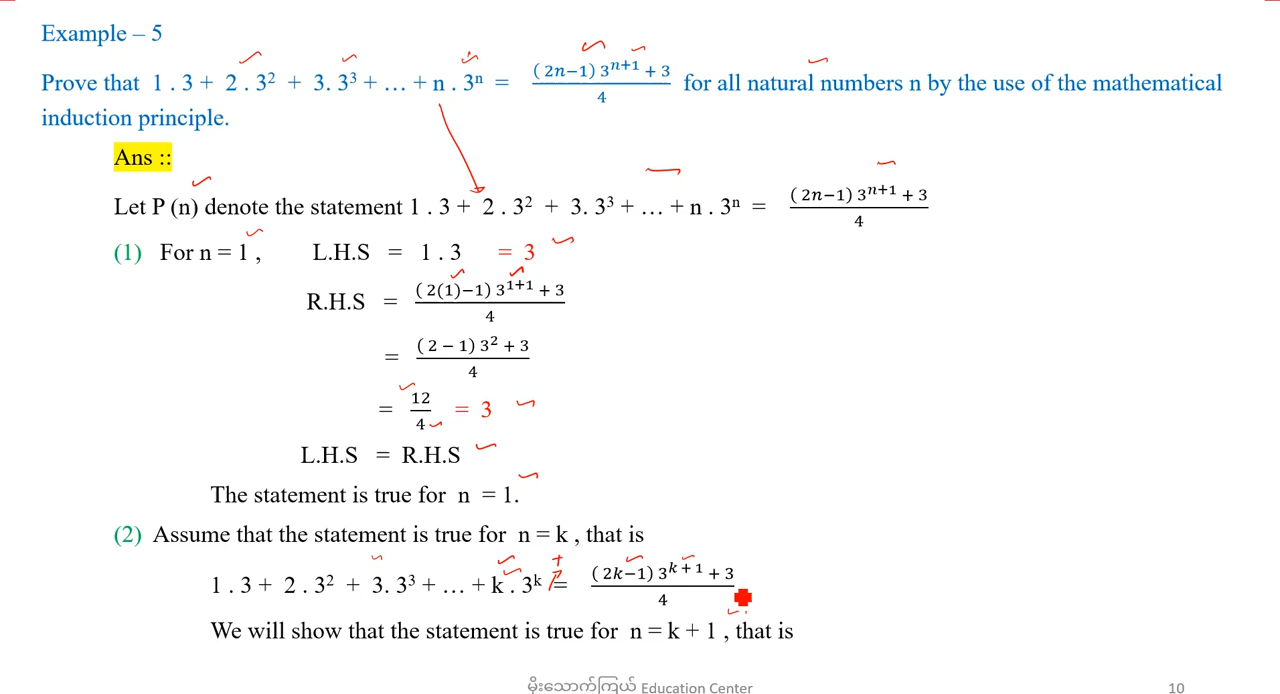 Example – 5
Prove that 1 . 3 + 2 . 3² + 3. 3³ + … + n . 3ⁿ = ( 2n−1) 3ⁿ⁺¹ + 3 / 4 for all natural numbers n by the use of the mathematical
induction principle.
Ans ::
Let P (n) denote the statement 1 . 3 + 2 . 3² + 3. 3³ + … + n . 3ⁿ = ( 2n−1) 3ⁿ⁺¹ + 3 / 4
(1) For n = 1 , L.H.S = 1 . 3 = 3
R.H.S = ( 2(1)−1) 3¹⁺¹ + 3 / 4
= ( 2 − 1) 3² + 3 / 4
= 12 / 4 = 3
L.H.S = R.H.S
The statement is true for n = 1.
(2) Assume that the statement is true for n = k , that is
1 . 3 + 2 . 3² + 3. 3³ + … + k . 3ᵏ = ( 2k−1) 3ᵏ⁺¹ + 3 / 4
We will show that the statement is true for n = k + 1 , that is
မိုးသောက်ကြယ် Education Center 10